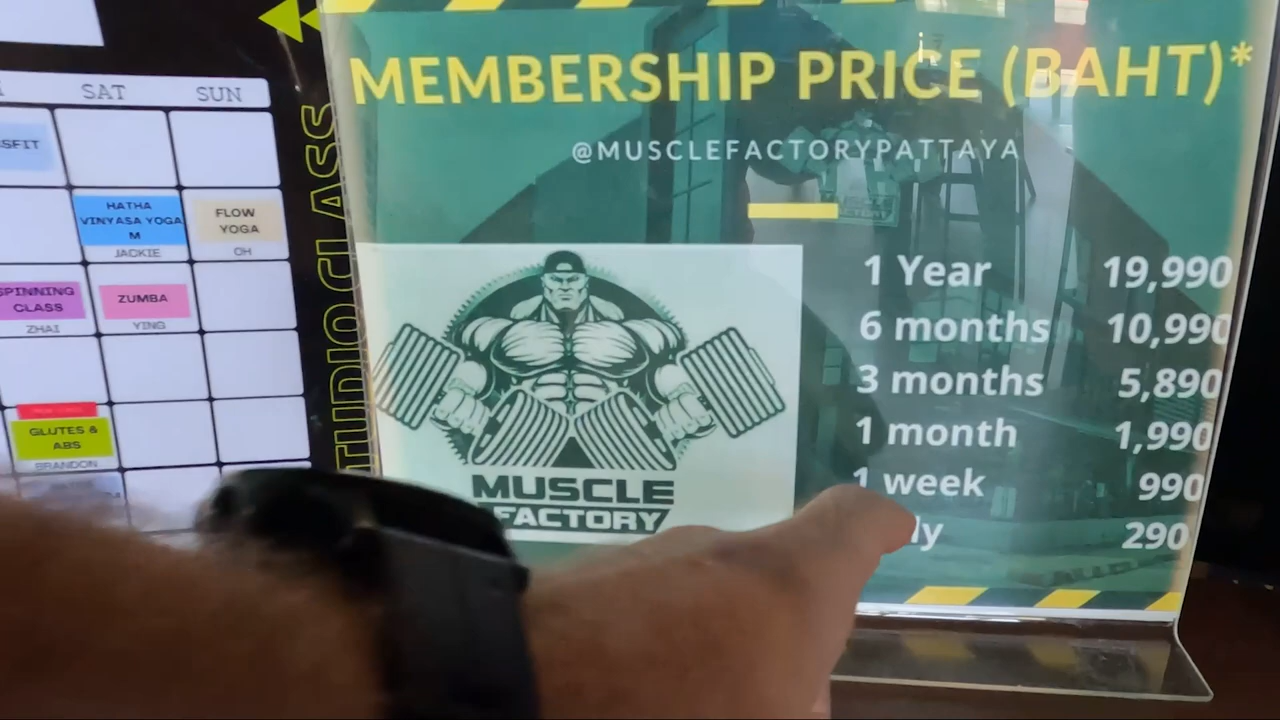 SAT SUN
HATHA
VINYASA YOGA
M
JACKIE
FLOW
YOGA
OH
SPINNING
CLASS
ZHAI
ZUMBA
YING
GLUTES &
ABS
BRANDON
STUDIO CLASS
MEMBERSHIP PRICE (BAHT)*
@MUSCLEFACTORYPATTAYA
MUSCLE
FACTORY
1 Year 19,990
6 months 10,990
3 months 5,890
1 month 1,990
1 week 990
ly 290